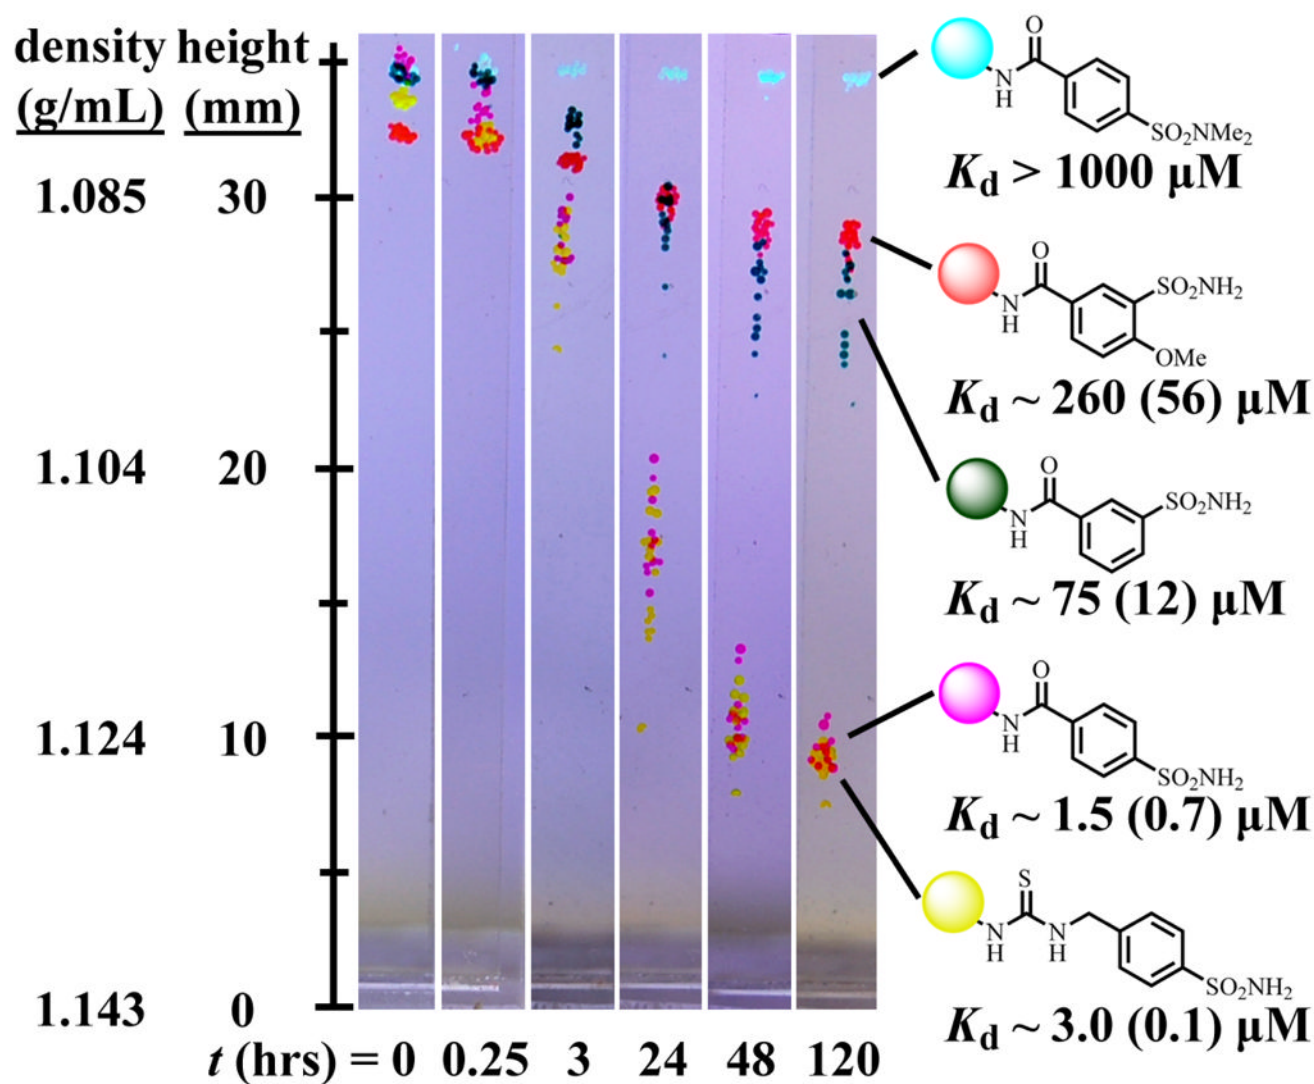 density height
(g/mL) (mm)
1.085 30
1.104 20
1.124 10
1.143 0
t (hrs) = 0 0.25 3 24 48 120
O
N
H
SO2NMe2
Kd > 1000 μM
O
N
H
SO2NH2
OMe
Kd ~ 260 (56) μM
O
N
H
SO2NH2
Kd ~ 75 (12) μM
O
N
H
SO2NH2
Kd ~ 1.5 (0.7) μM
S
N N
H H
SO2NH2
Kd ~ 3.0 (0.1) μM